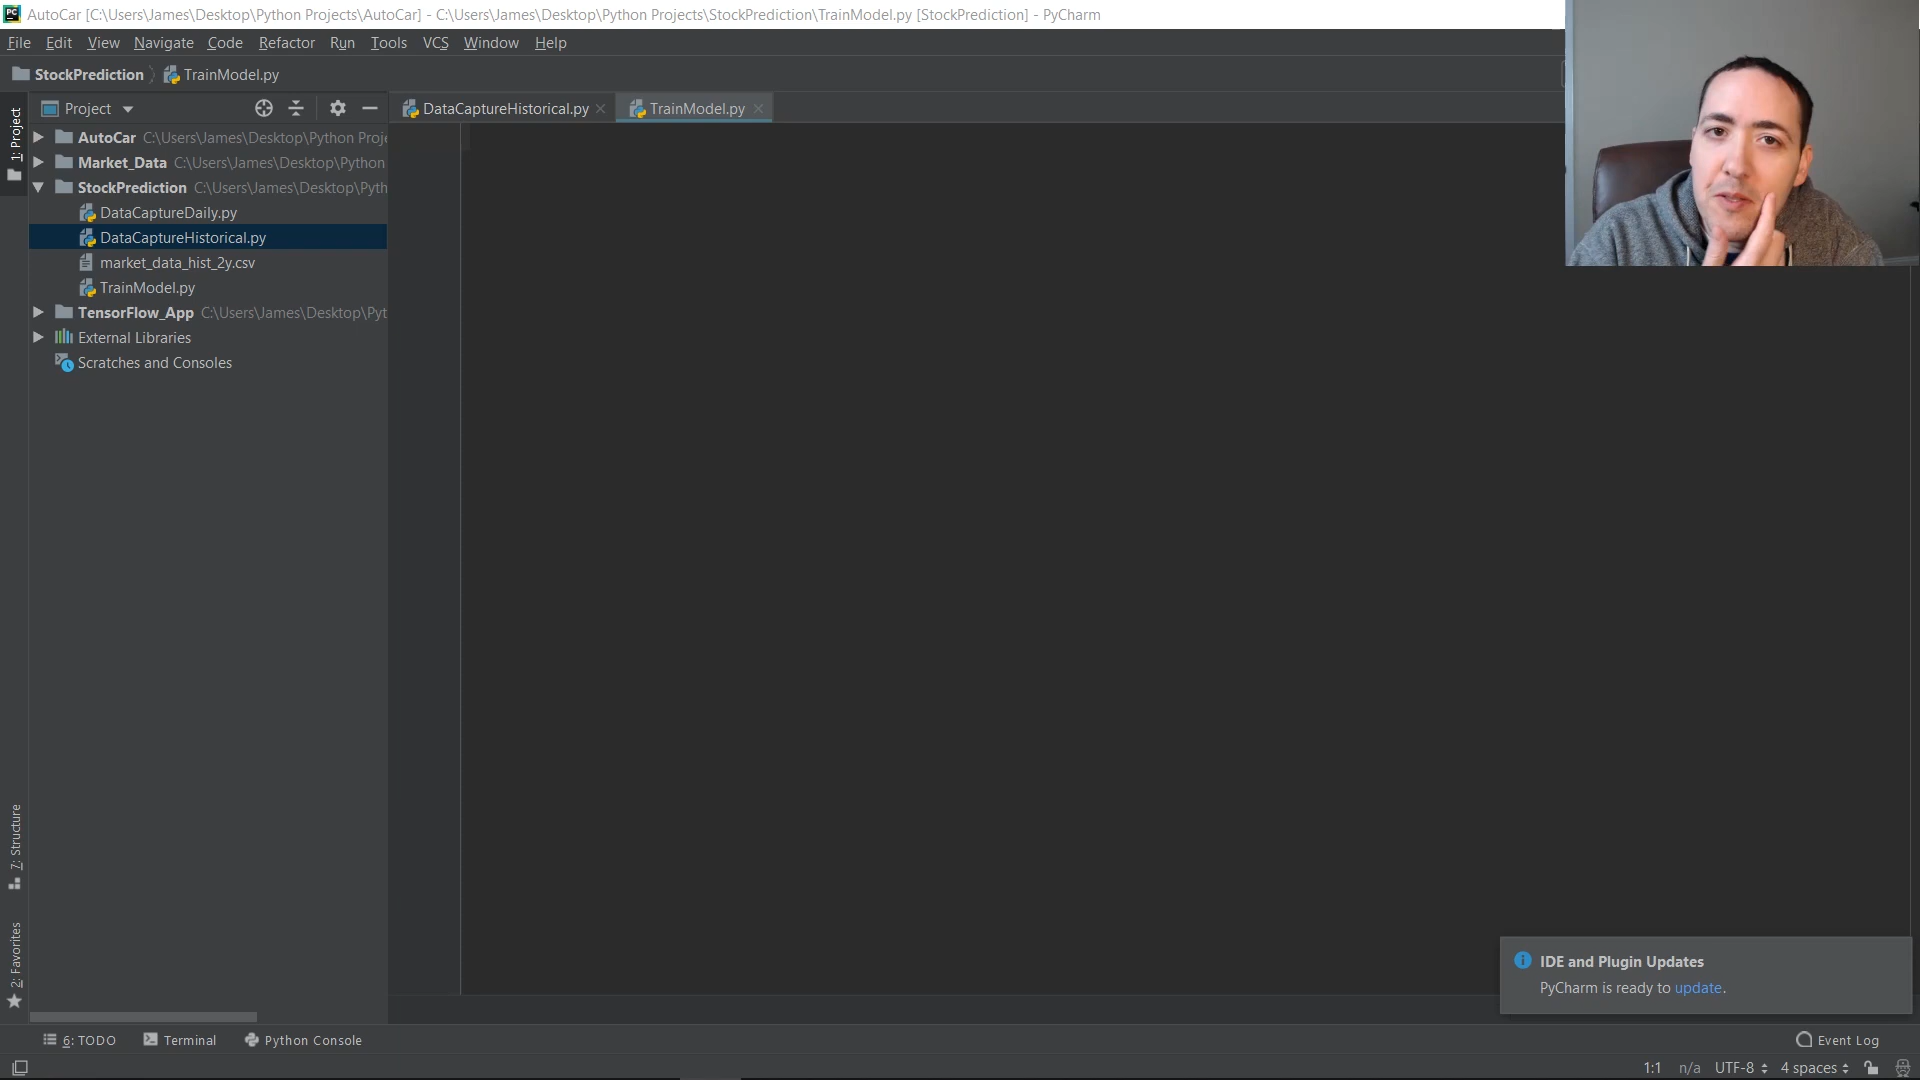 PC AutoCar [C:\Users\James\Desktop\Python Projects\AutoCar] - C:\Users\James\Desktop\Python Projects\StockPrediction\TrainModel.py [StockPrediction] - PyCharm
File Edit View Navigate Code Refactor Run Tools VCS Window Help
StockPrediction TrainModel.py
1: Project
Project
DataCaptureHistorical.py TrainModel.py
AutoCar C:\Users\James\Desktop\Python Proje
Market_Data C:\Users\James\Desktop\Python
StockPrediction C:\Users\James\Desktop\Pyth
DataCaptureDaily.py
DataCaptureHistorical.py
market_data_hist_2y.csv
TrainModel.py
TensorFlow_App C:\Users\James\Desktop\Pyt
External Libraries
Scratches and Consoles
7: Structure
2: Favorites
IDE and Plugin Updates
PyCharm is ready to update.
6: TODO Terminal Python Console Event Log
1:1 n/a UTF-8 4 spaces